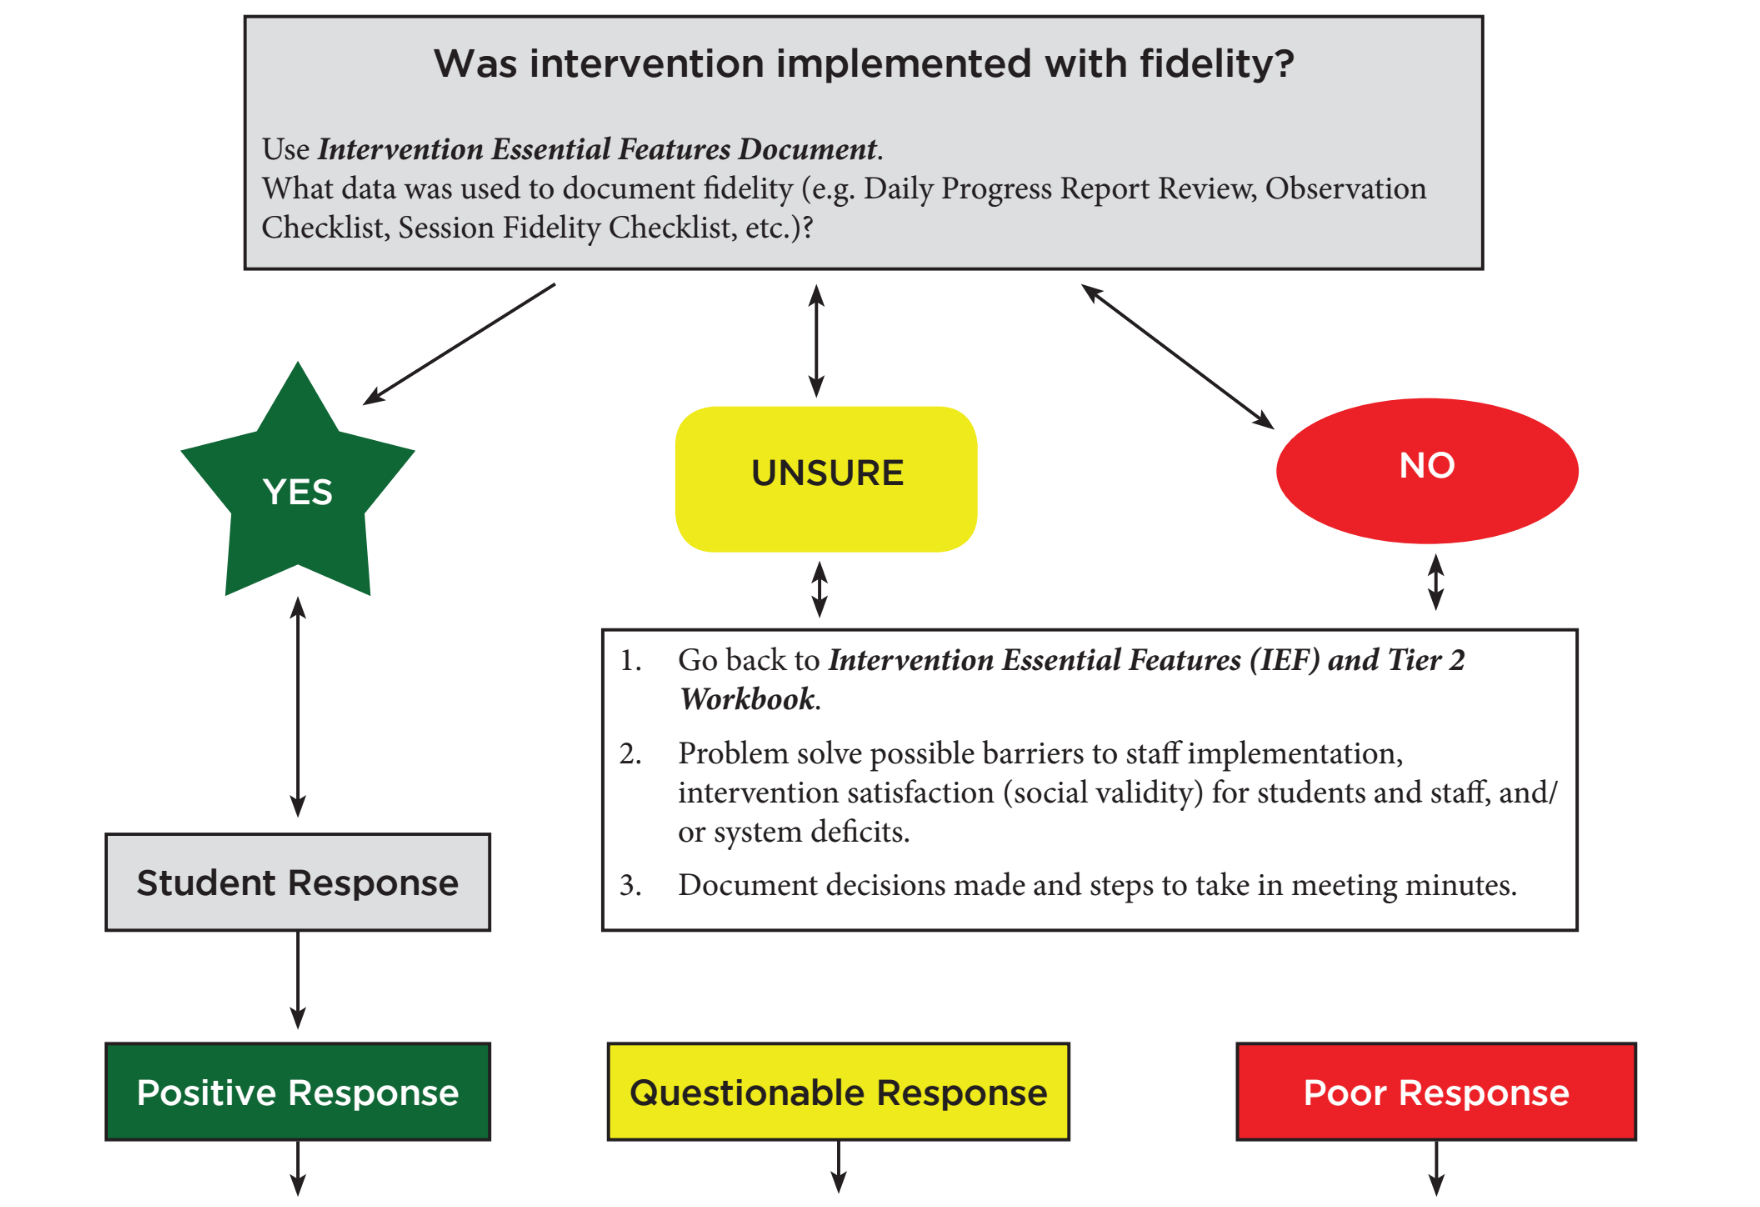 Was intervention implemented with fidelity?
Use Intervention Essential Features Document.
What data was used to document fidelity (e.g. Daily Progress Report Review, Observation
Checklist, Session Fidelity Checklist, etc.)?
YES
UNSURE
NO
1. Go back to Intervention Essential Features (IEF) and Tier 2
Workbook.
2. Problem solve possible barriers to staff implementation,
intervention satisfaction (social validity) for students and staff, and/
or system deficits.
3. Document decisions made and steps to take in meeting minutes.
Student Response
Positive Response
Questionable Response
Poor Response